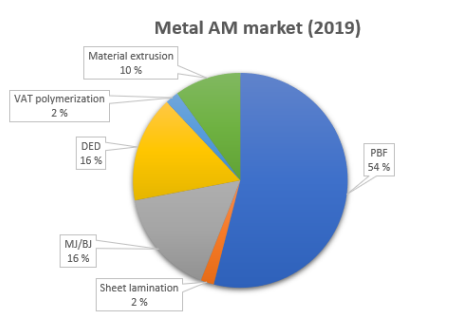 Metal AM market (2019)
Material extrusion
10 %
VAT polymerization
2 %
DED
16 %
PBF
54 %
MJ/BJ
16 %
Sheet lamination
2 %